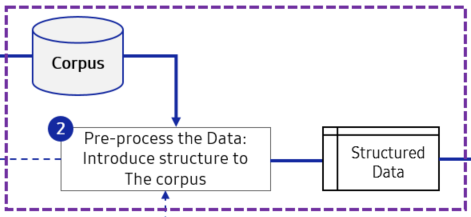 Corpus
2
Pre-process the Data:
Introduce structure to
The corpus
Structured
Data